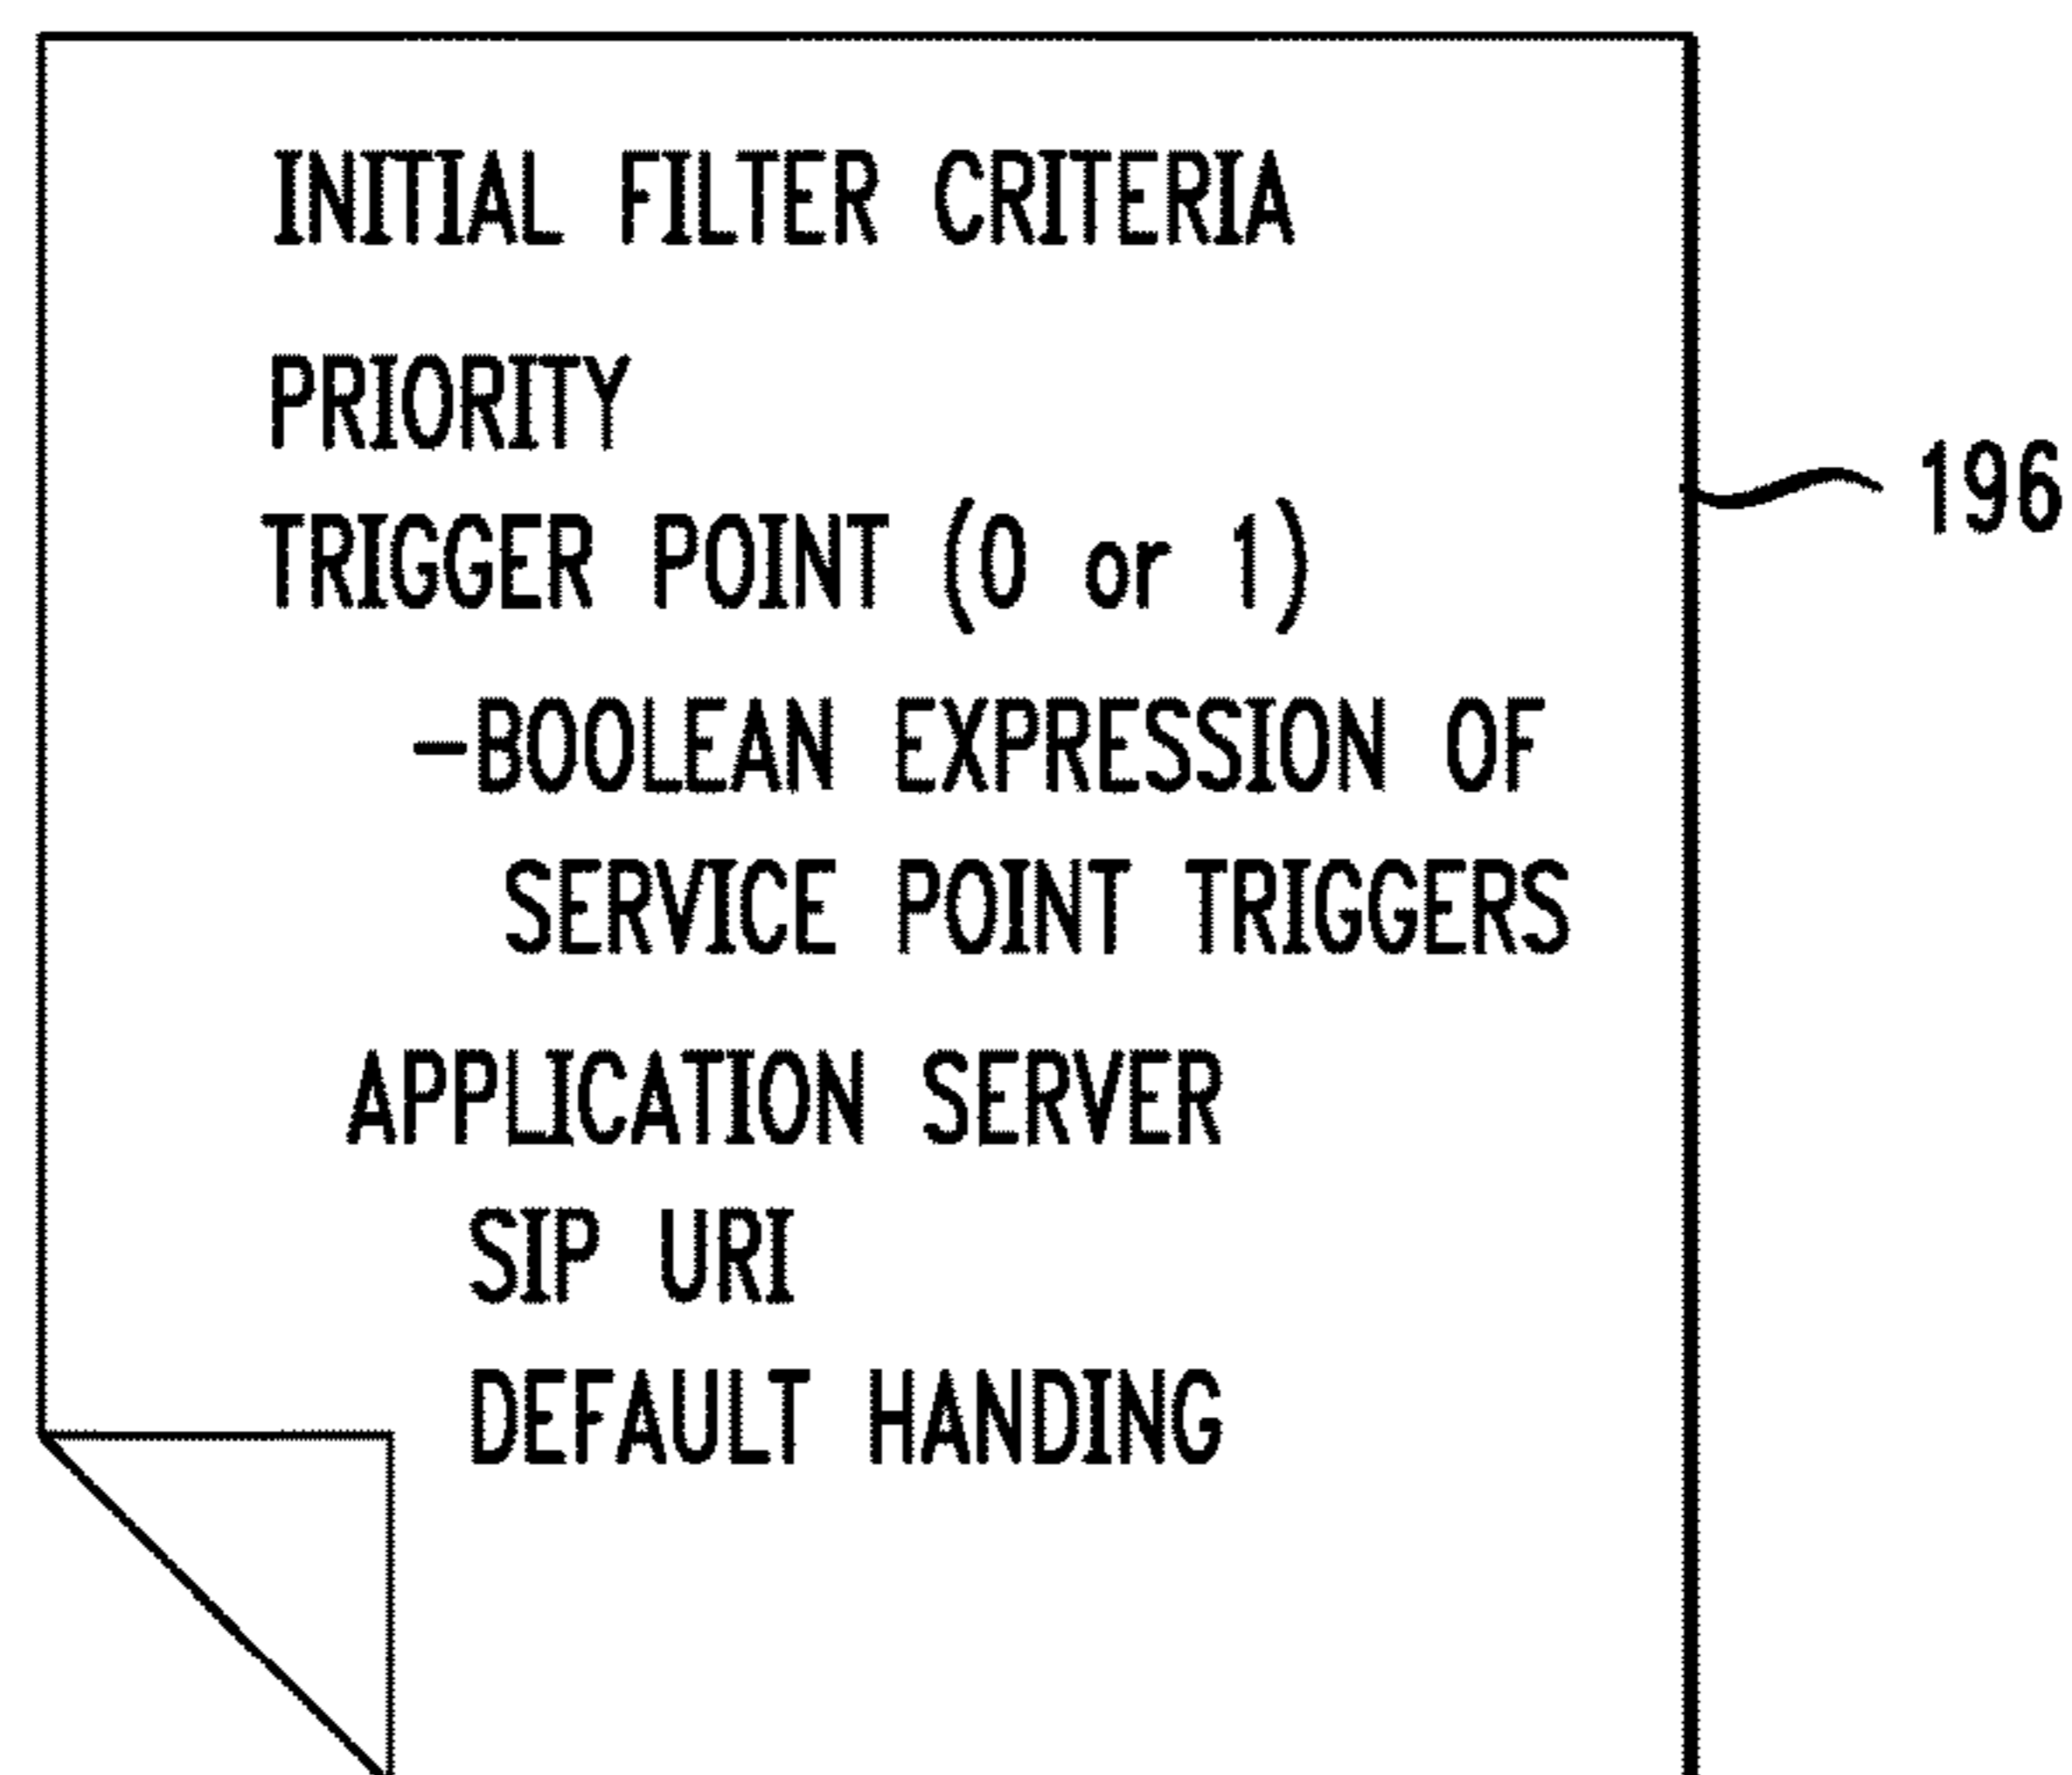 INITIAL FILTER CRITERIA
PRIORITY
TRIGGER POINT (0 or 1)
-BOOLEAN EXPRESSION OF
SERVICE POINT TRIGGERS
APPLICATION SERVER
SIP URI
DEFAULT HANDING
196